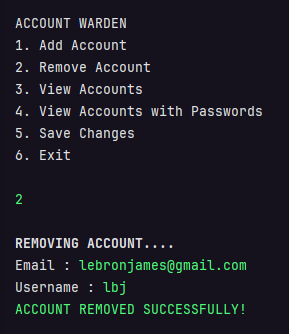 ACCOUNT WARDEN
1. Add Account
2. Remove Account
3. View Accounts
4. View Accounts with Passwords
5. Save Changes
6. Exit
2
REMOVING ACCOUNT....
Email : lebronjames@gmail.com
Username : lbj
ACCOUNT REMOVED SUCCESSFULLY!